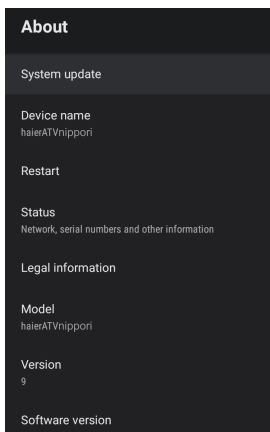 About
System update
Device name
haierATVnippori
Restart
Status
Network, serial numbers and other information
Legal information
Model
haierATVnippori
Version
9
Software version